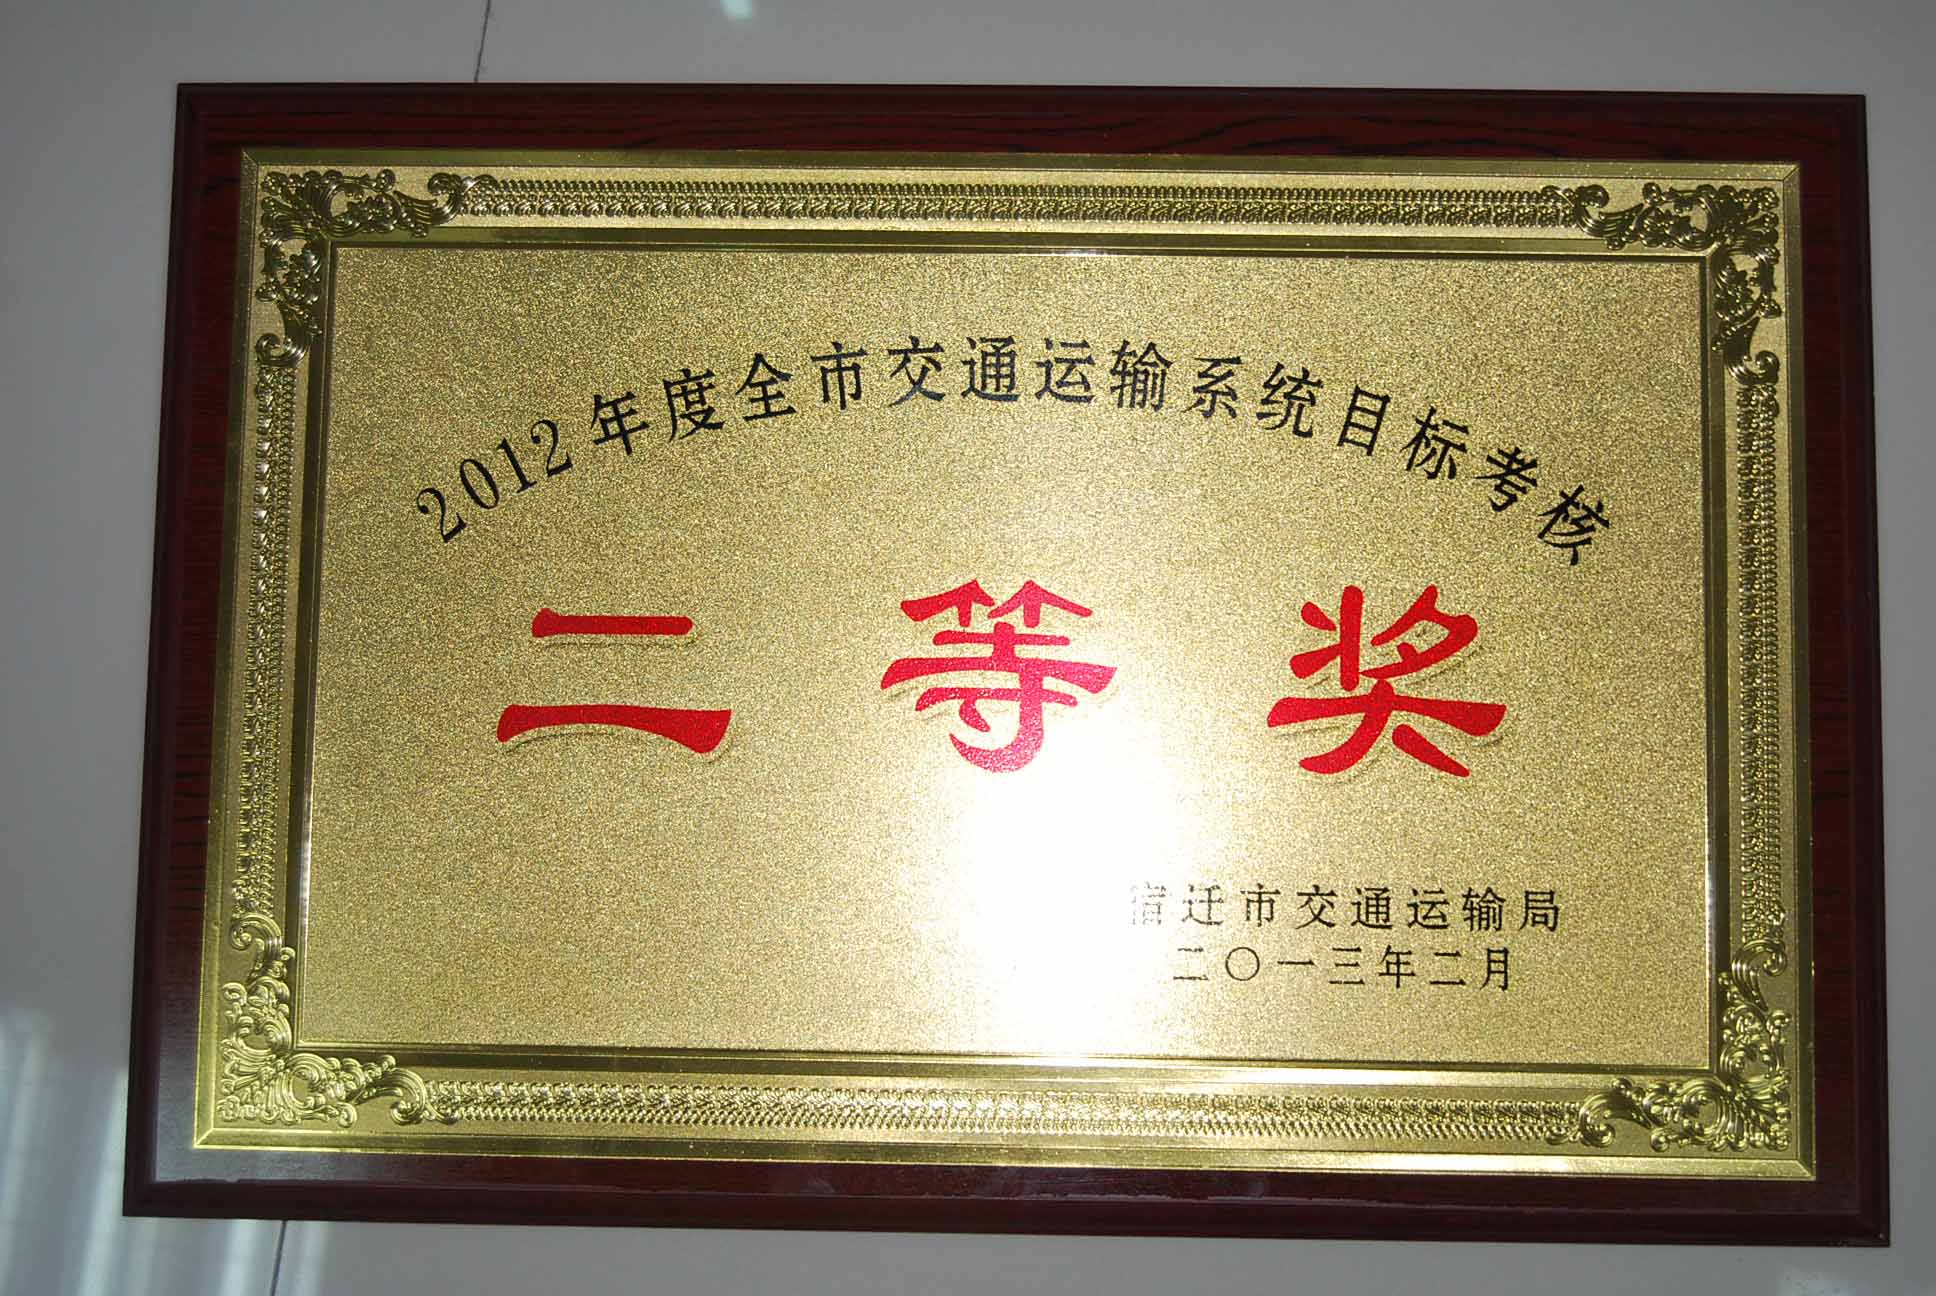 2012年度全市交通运输系统目标考核
二等奖
宿迁市交通运输局
二〇一三年二月